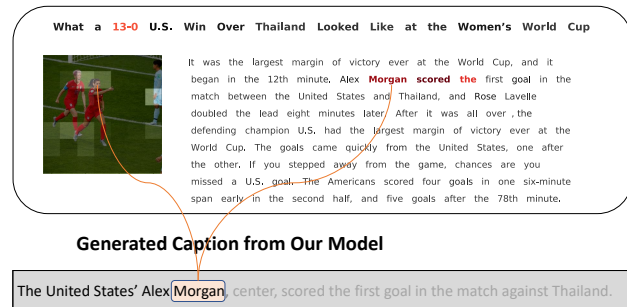 What a 13-0 U.S. Win Over Thailand Looked Like at the Women's World Cup
It was the largest margin of victory ever at the World Cup, and it
began in the 12th minute. Alex Morgan scored the first goal in the
match between the United States and Thailand, and Rose Lavelle
doubled the lead eight minutes later. After it was all over , the
defending champion U.S. had the largest margin of victory ever at the
World Cup. The goals came quickly from the United States, one after
the other. If you stepped away from the game, chances are you
missed a U.S. goal. The Americans scored four goals in one six-minute
span early in the second half, and five goals after the 78th minute.
Generated Caption from Our Model
The United States' Alex Morgan, center, scored the first goal in the match against Thailand.